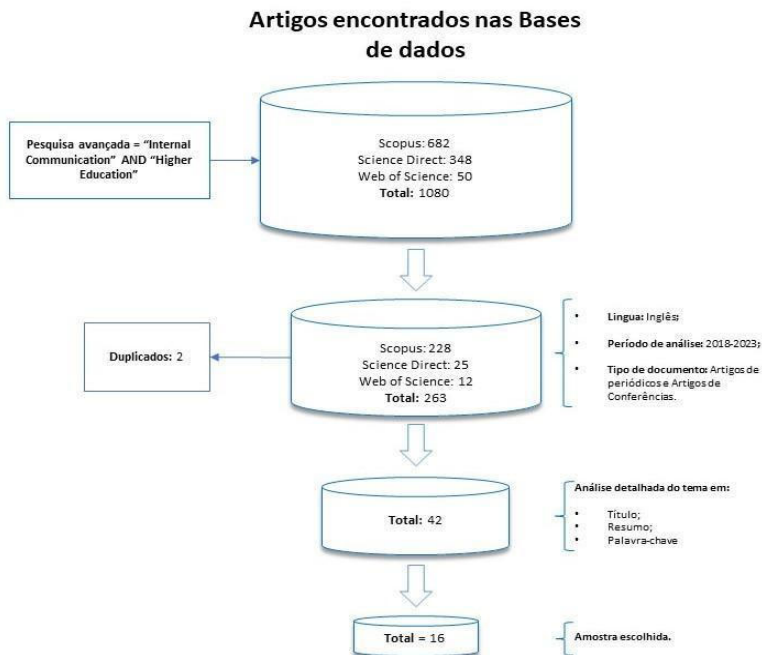 Artigos encontrados nas Bases
de dados
Pesquisa avançada = “Internal
Communication” AND “Higher
Education”
Scopus: 682
Science Direct: 348
Web of Science: 50
Total: 1080
Duplicados: 2
Scopus: 228
Science Direct: 25
Web of Science: 12
Total: 263
• Lingua: Inglês;
• Período de análise: 2018-2023;
• Tipo de documento: Artigos de
periódicos e Artigos de
Conferências.
Total: 42
Análise detalhada do tema em:
• Título;
• Resumo;
• Palavra-chave
Total = 16
Amostra escolhida.